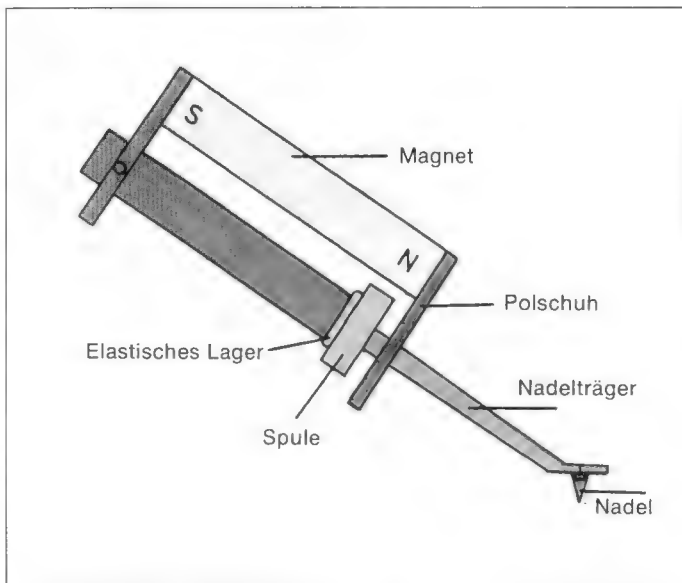 S
Magnet
N
Polschuh
Elastisches Lager
Nadelträger
Spule
Nadel